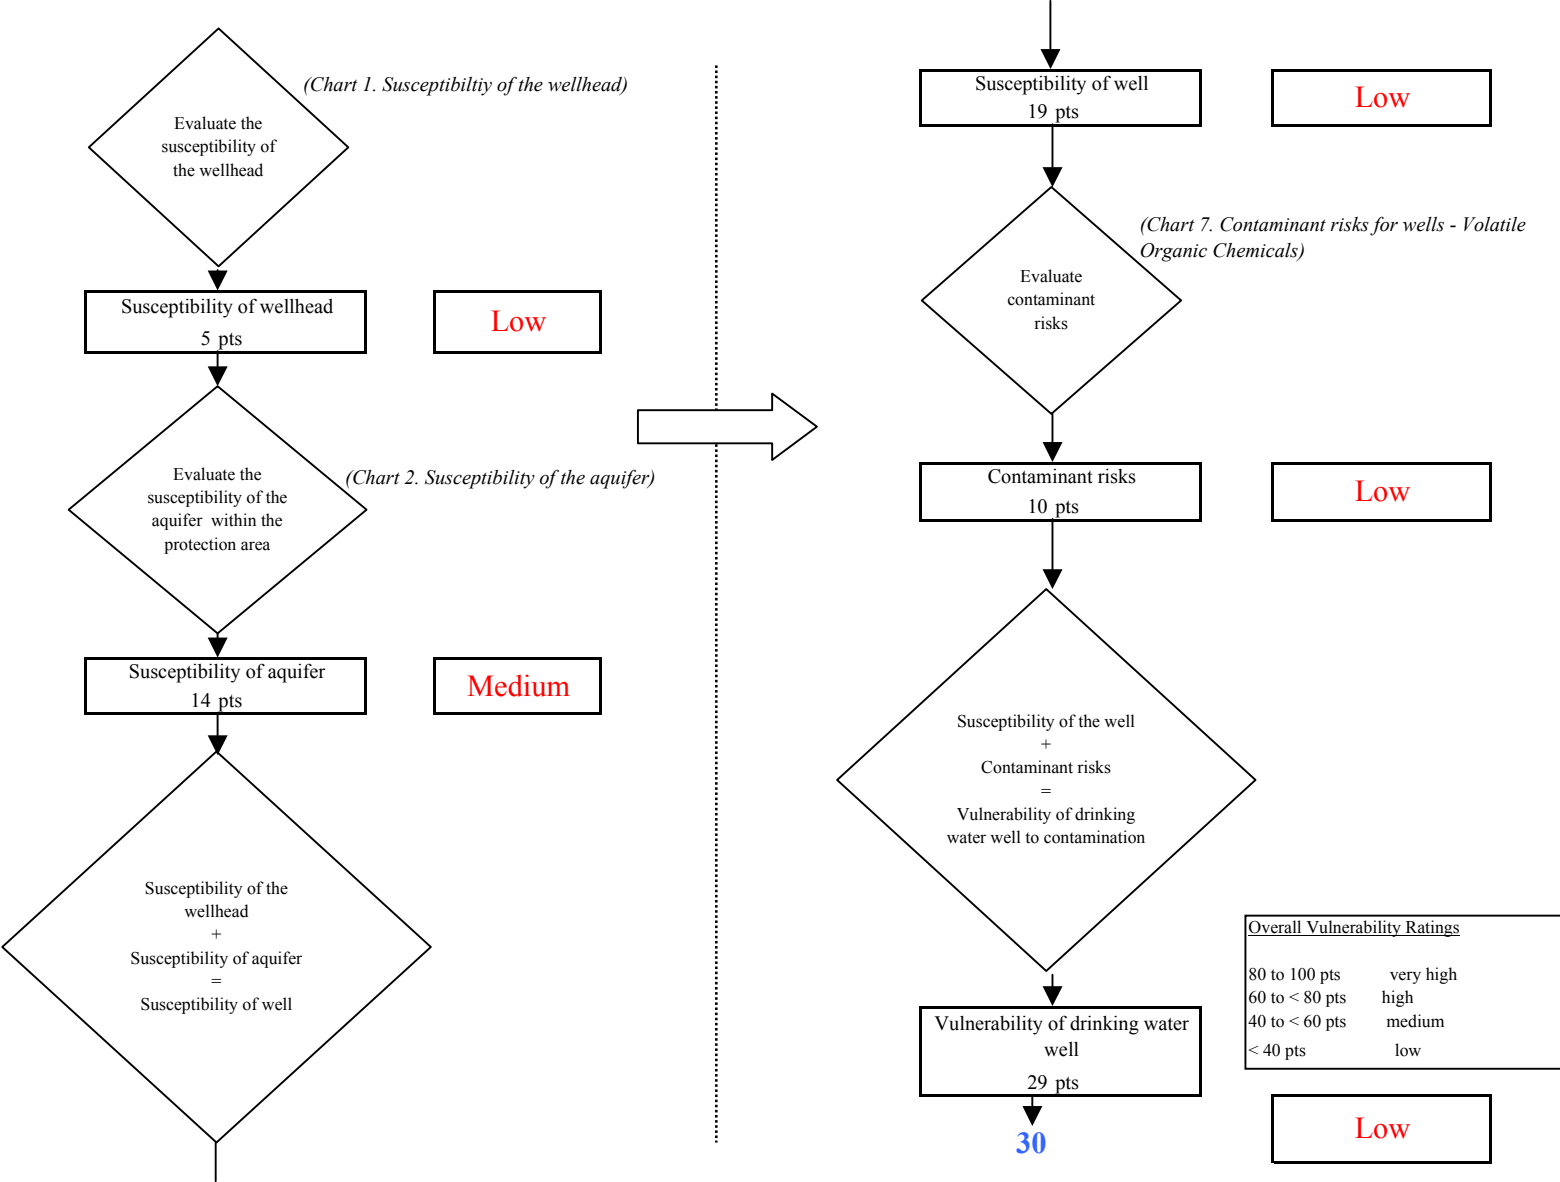 (Chart 1. Susceptibiltiy of the wellhead)
Evaluate the
susceptibility of
the wellhead
Susceptibility of wellhead
5 pts
Low
(Chart 2. Susceptibility of the aquifer)
Evaluate the
susceptibility of the
aquifer within the
protection area
Susceptibility of aquifer
14 pts
Medium
Susceptibility of the
wellhead
+
Susceptibility of aquifer
=
Susceptibility of well
Susceptibility of well
19 pts
Low
(Chart 7. Contaminant risks for wells - Volatile
Organic Chemicals)
Evaluate
contaminant
risks
Contaminant risks
10 pts
Low
Susceptibility of the well
+
Contaminant risks
=
Vulnerability of drinking
water well to contamination
Overall Vulnerability Ratings
80 to 100 pts very high
60 to < 80 pts high
40 to < 60 pts medium
< 40 pts low
Vulnerability of drinking water
well
29 pts
30
Low